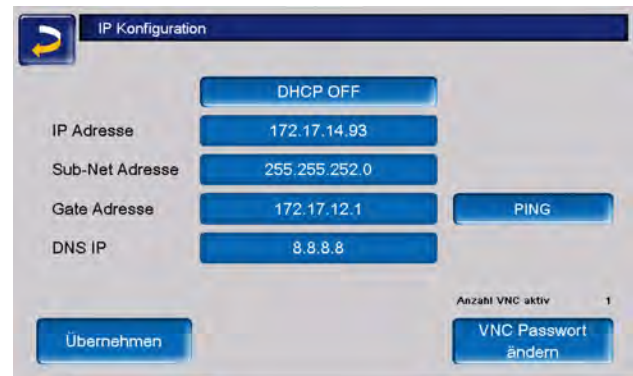 IP Konfiguration
DHCP OFF
IP Adresse 172.17.14.93
Sub-Net Adresse 255.255.252.0
Gate Adresse 172.17.12.1 PING
DNS IP 8.8.8.8
Anzahl VNC aktiv 1
Übernehmen
VNC Passwort
ändern